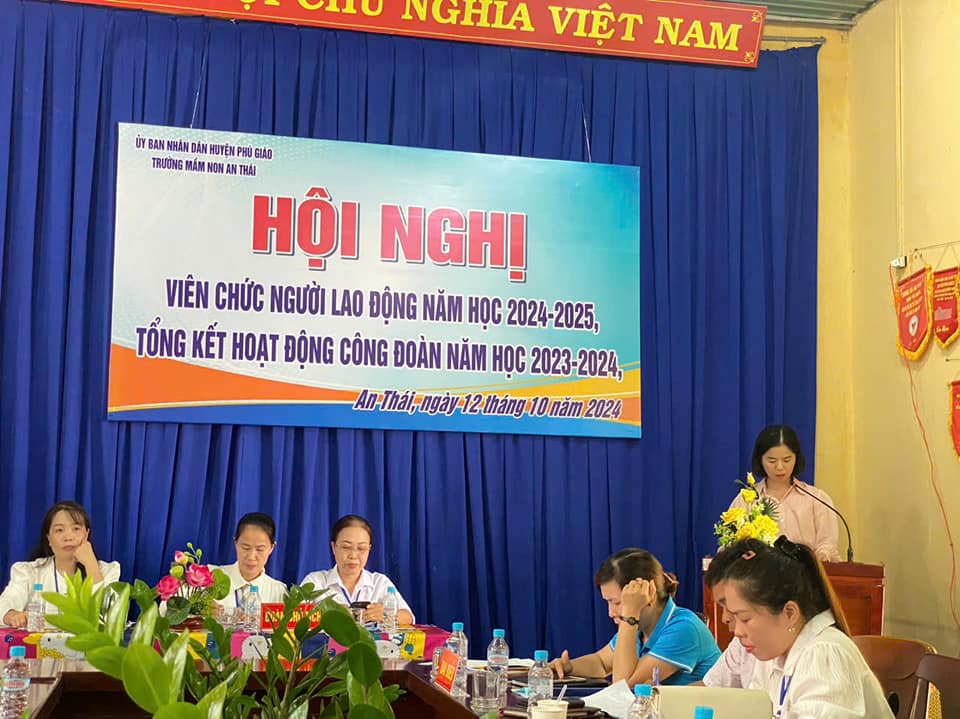 CHỦ NGHĨA VIỆT NAM
ỦY BAN NHÂN DÂN HUYỆN PHÚ GIÁO
TRƯỜNG MẦM NON AN THÁI
HỘI NGHỊ
VIÊN CHỨC NGƯỜI LAO ĐỘNG NĂM HỌC 2024-2025,
TỔNG KẾT HOẠT ĐỘNG CÔNG ĐOÀN NĂM HỌC 2023-2024,
An Thái, ngày 12 tháng 10 năm 2024